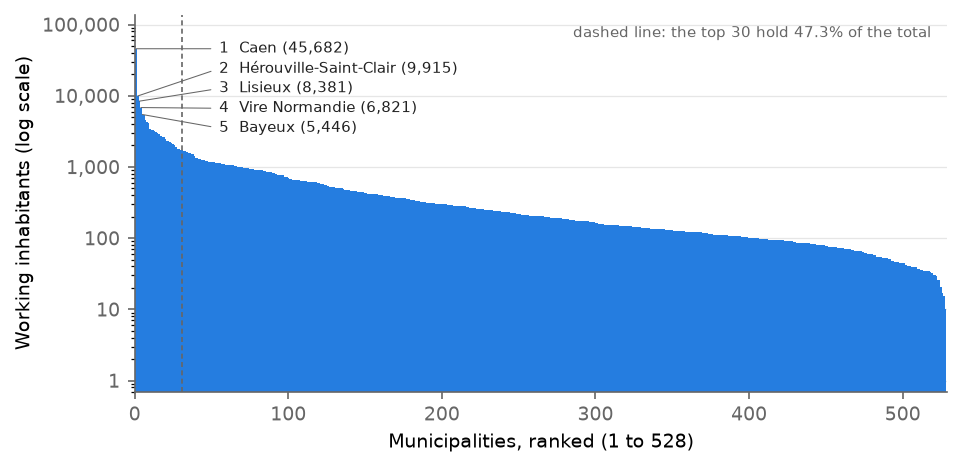 100,000
10,000
1,000
100
10
1
Working inhabitants (log scale)
dashed line: the top 30 hold 47.3% of the total
1 Caen (45,682)
2 Hérouville-Saint-Clair (9,915)
3 Lisieux (8,381)
4 Vire Normandie (6,821)
5 Bayeux (5,446)
0 100 200 300 400 500
Municipalities, ranked (1 to 528)